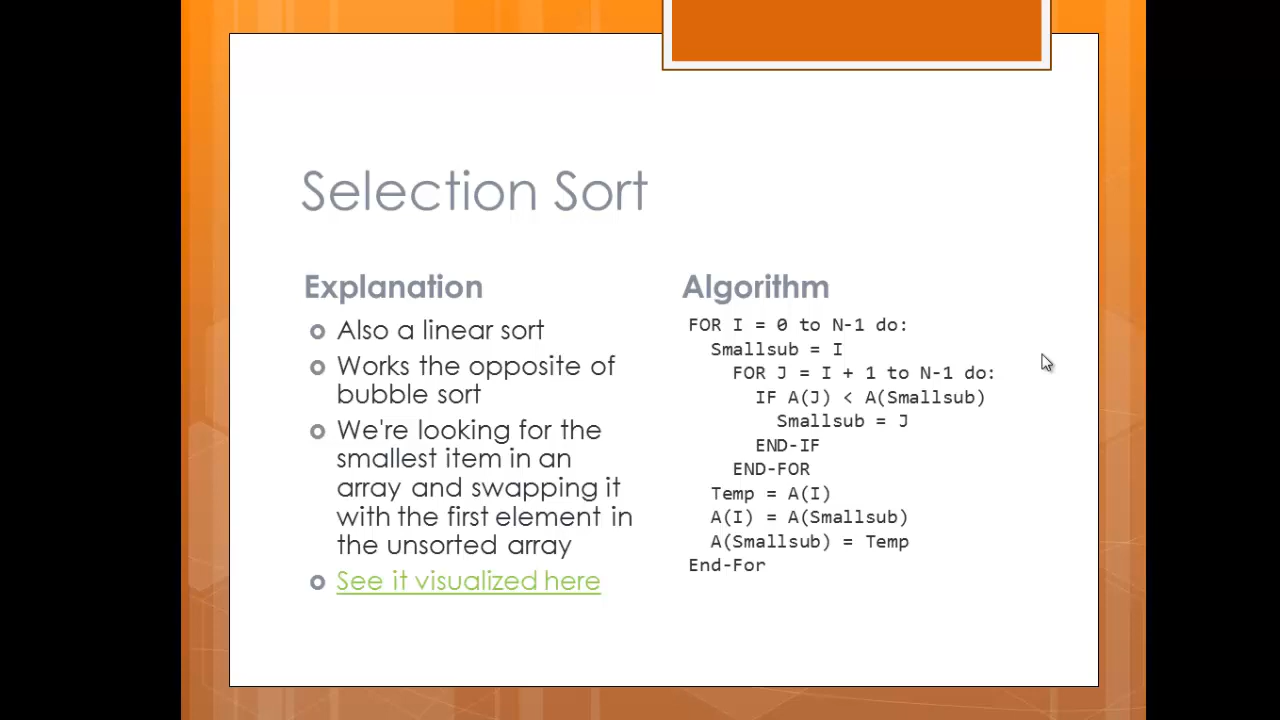 Selection Sort
Explanation
Also a linear sort
Works the opposite of
bubble sort
We're looking for the
smallest item in an
array and swapping it
with the first element in
the unsorted array
See it visualized here
Algorithm
FOR I = 0 to N-1 do:
  Smallsub = I
    FOR J = I + 1 to N-1 do:
      IF A(J) < A(Smallsub)
        Smallsub = J
      END-IF
    END-FOR
  Temp = A(I)
  A(I) = A(Smallsub)
  A(Smallsub) = Temp
End-For